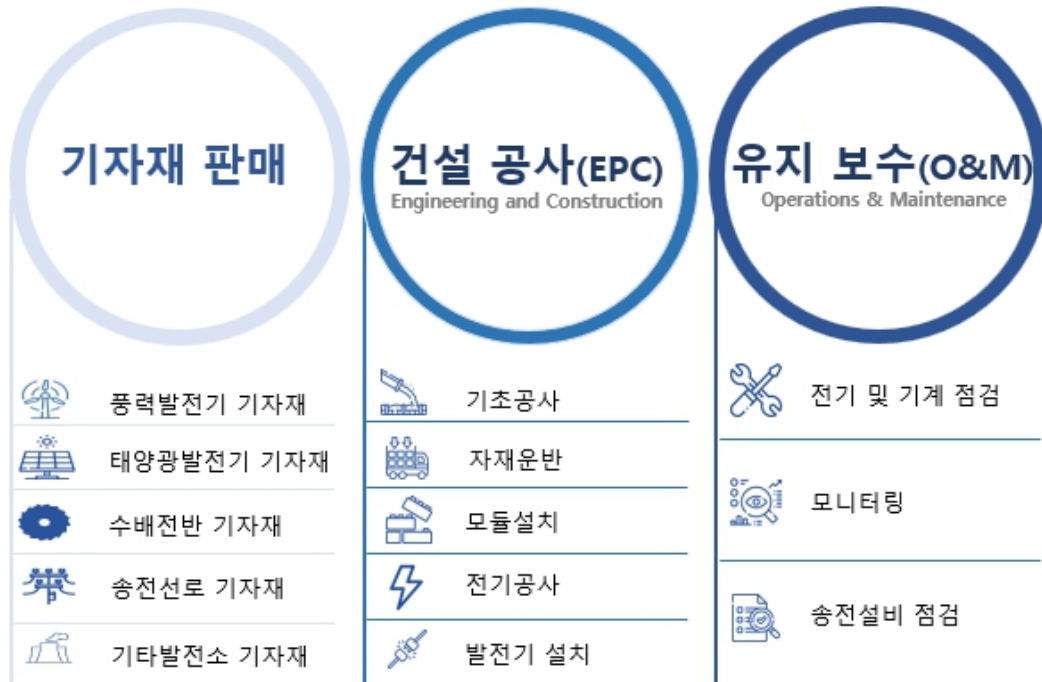 기자재 판매
풍력발전기 기자재
태양광발전기 기자재
수배전반 기자재
송전선로 기자재
기타발전소 기자재
건설 공사(EPC)
Engineering and Construction
기초공사
자재운반
모듈설치
전기공사
발전기 설치
유지 보수(O&M)
Operations & Maintenance
전기 및 기계 점검
모니터링
송전설비 점검